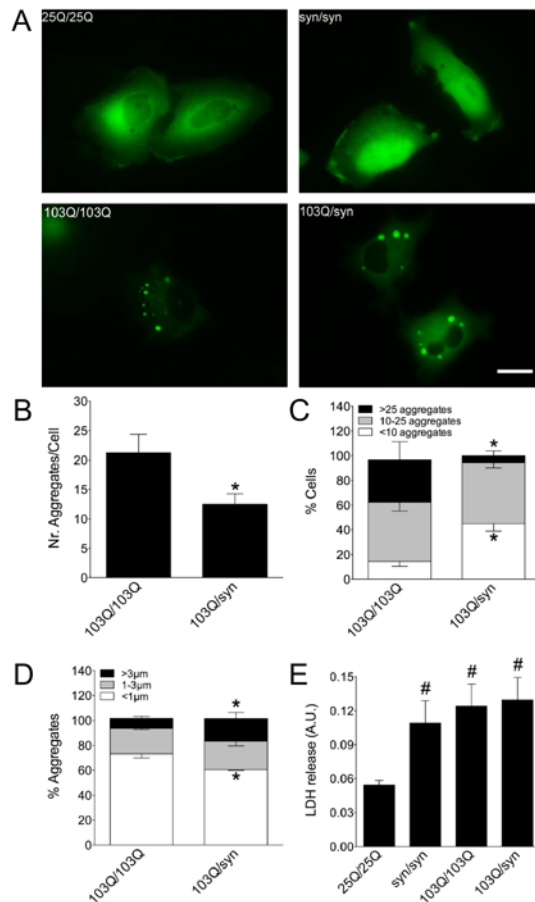 A
25Q/25Q
syn/syn
103Q/103Q
103Q/syn
B
Nr. Aggregates/Cell
30
25
20
15
10
5
0
*
103Q/103Q
103Q/syn
C
>25 aggregates
10-25 aggregates
<10 aggregates
% Cells
140
120
100
80
60
40
20
0
*
*
103Q/103Q
103Q/syn
D
>3µm
1-3µm
<1µm
% Aggregates
140
120
100
80
60
40
20
0
*
*
103Q/103Q
103Q/syn
E
LDH release (A.U.)
0.15
0.12
0.09
0.06
0.03
0.00
#
#
#
25Q/25Q
syn/syn
103Q/103Q
103Q/syn